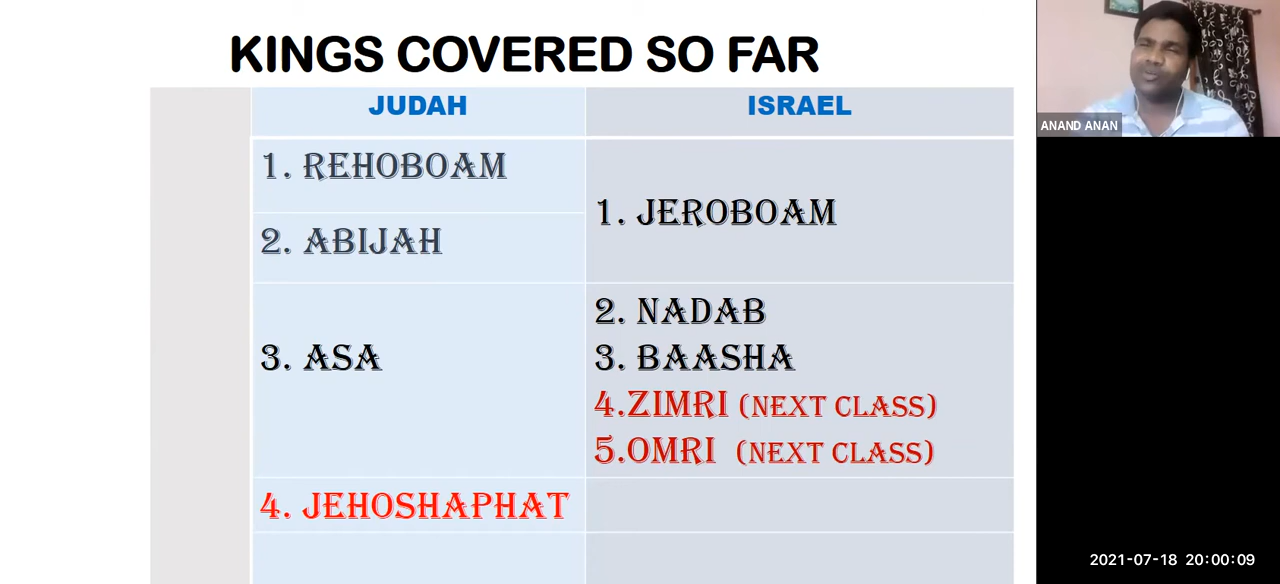 KINGS COVERED SO FAR
JUDAH
ISRAEL
1. REHOBOAM
1. JEROBOAM
2. ABIJAH
3. ASA
2. NADAB
3. BAASHA
4.ZIMRI (NEXT CLASS)
5.OMRI (NEXT CLASS)
4. JEHOSHAPHAT
ANAND ANAN
2021-07-18 20:00:09